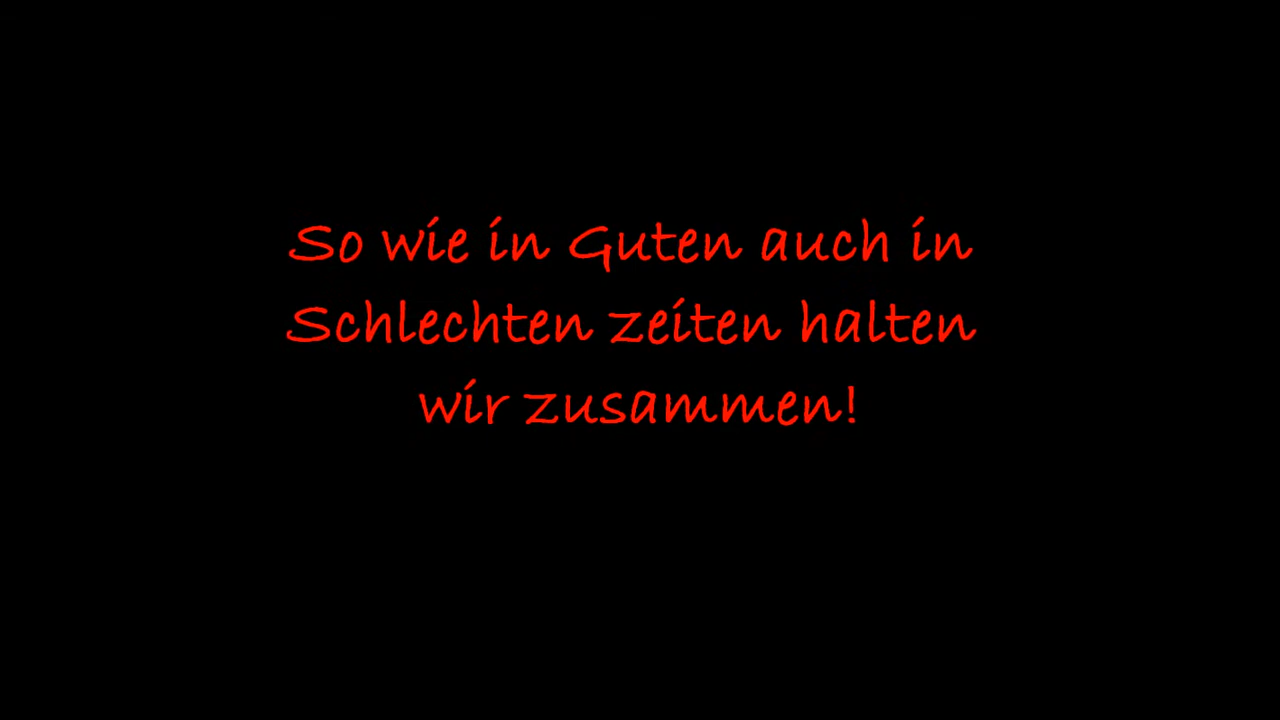 So wie in Guten auch in
Schlechten zeiten halten
wir zusammen!